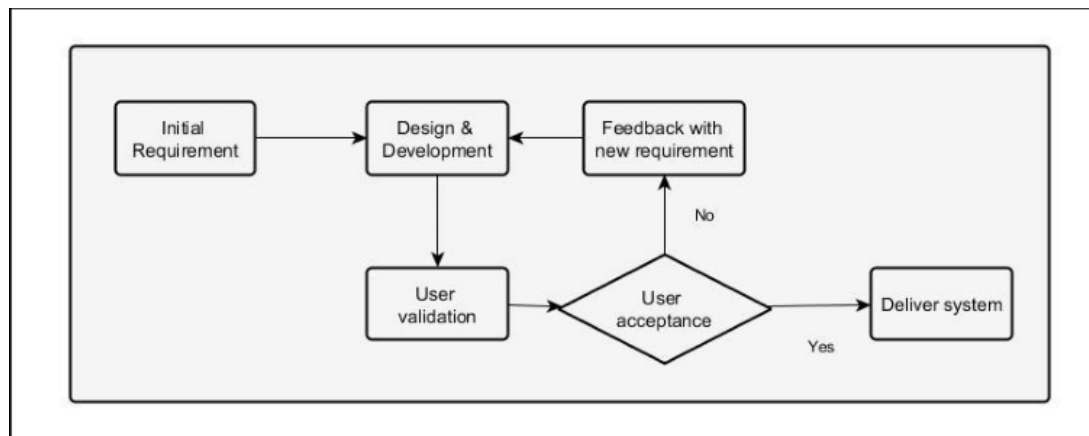 Initial
Requirement
Design &
Development
Feedback with
new requirement
No
User
validation
User
acceptance
Yes
Deliver system